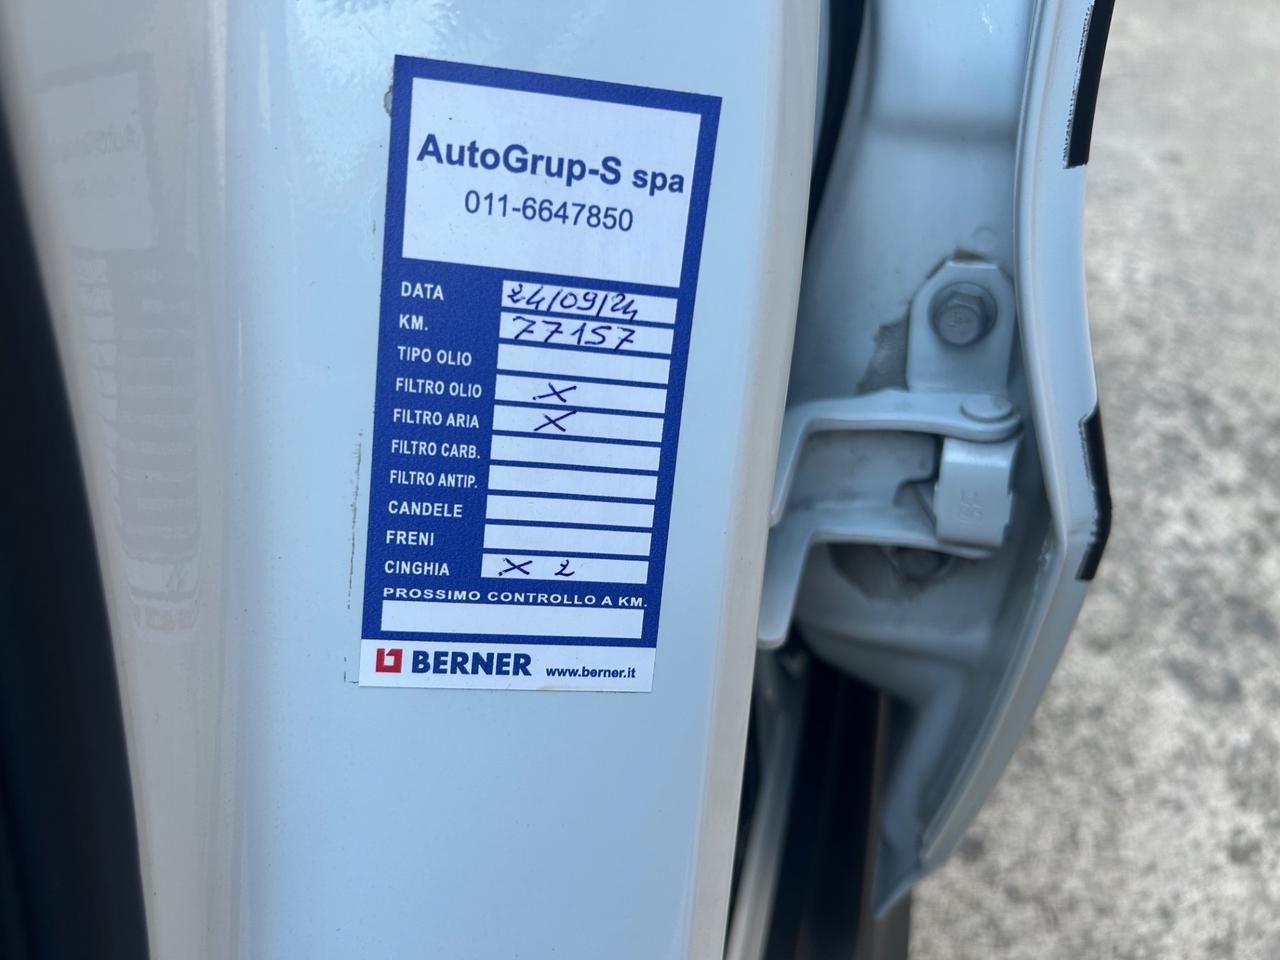 AutoGrup-S spa
011-6647850
DATA 24/09/24
KM. 77157
TIPO OLIO
FILTRO OLIO X
FILTRO ARIA X
FILTRO CARB.
FILTRO ANTIP.
CANDELE
FRENI
CINGHIA X 2
PROSSIMO CONTROLLO A KM.
BERNER www.berner.it